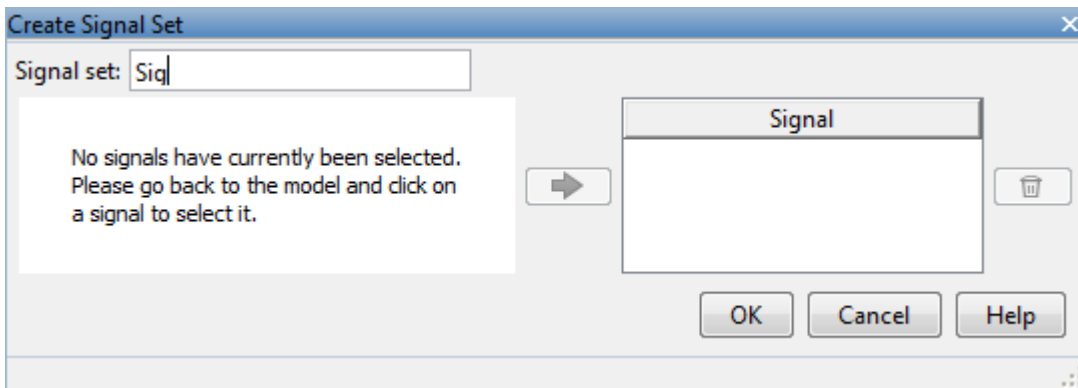 Create Signal Set
Signal set: Sig
No signals have currently been selected.
Please go back to the model and click on
a signal to select it.
Signal
OK Cancel Help